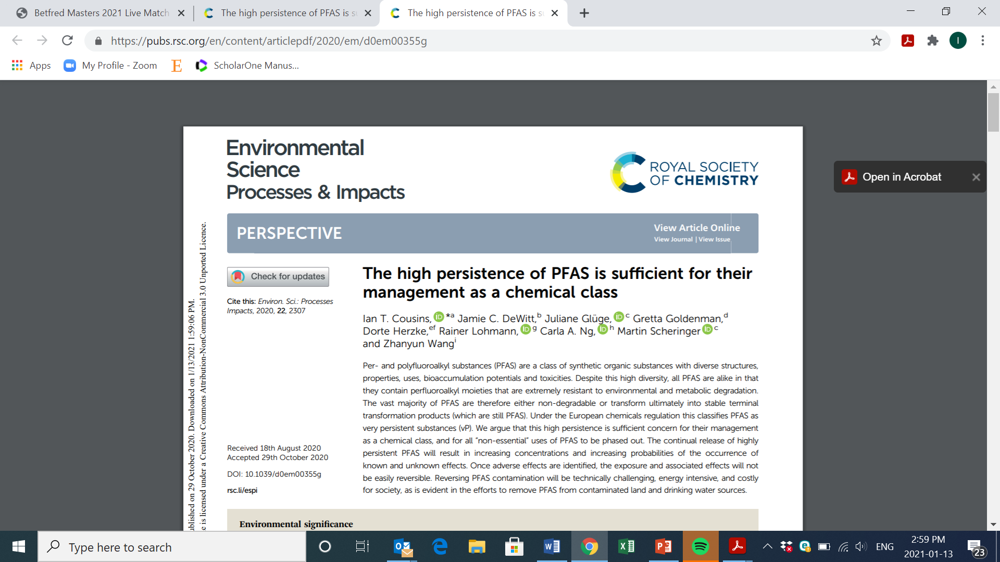 Betfred Masters 2021 Live Match
The high persistence of PFAS is s
The high persistence of PFAS is s
https://pubs.rsc.org/en/content/articlepdf/2020/em/d0em00355g
I
Apps
My Profile - Zoom
E
ScholarOne Manus...
Environmental
Science
Processes & Impacts
ROYAL SOCIETY
OF CHEMISTRY
Open in Acrobat
PERSPECTIVE
View Article Online
View Journal | View Issue
Check for updates
Cite this: Environ. Sci.: Processes
Impacts, 2020, 22, 2307
The high persistence of PFAS is sufficient for their
management as a chemical class
Ian T. Cousins, iD *a Jamie C. DeWitt,b Juliane Glüge, iD c Gretta Goldenman,d
Dorte Herzke,ef Rainer Lohmann, iD g Carla A. Ng, iD h Martin Scheringer iD c
and Zhanyun Wangi
Per- and polyfluoroalkyl substances (PFAS) are a class of synthetic organic substances with diverse structures,
properties, uses, bioaccumulation potentials and toxicities. Despite this high diversity, all PFAS are alike in that
they contain perfluoroalkyl moieties that are extremely resistant to environmental and metabolic degradation.
The vast majority of PFAS are therefore either non-degradable or transform ultimately into stable terminal
transformation products (which are still PFAS). Under the European chemicals regulation this classifies PFAS as
very persistent substances (vP). We argue that this high persistence is sufficient concern for their management
as a chemical class, and for all "non-essential" uses of PFAS to be phased out. The continual release of highly
persistent PFAS will result in increasing concentrations and increasing probabilities of the occurrence of
known and unknown effects. Once adverse effects are identified, the exposure and associated effects will not
be easily reversible. Reversing PFAS contamination will be technically challenging, energy intensive, and costly
for society, as is evident in the efforts to remove PFAS from contaminated land and drinking water sources.
Received 18th August 2020
Accepted 29th October 2020
DOI: 10.1039/d0em00355g
rsc.li/espi
ublished on 29 October 2020. Downloaded on 1/13/2021 1:59:06 PM.
e is licensed under a Creative Commons Attribution-NonCommercial 3.0 Unported Licence.
Environmental significance
Type here to search
ENG
2:59 PM
2021-01-13
23